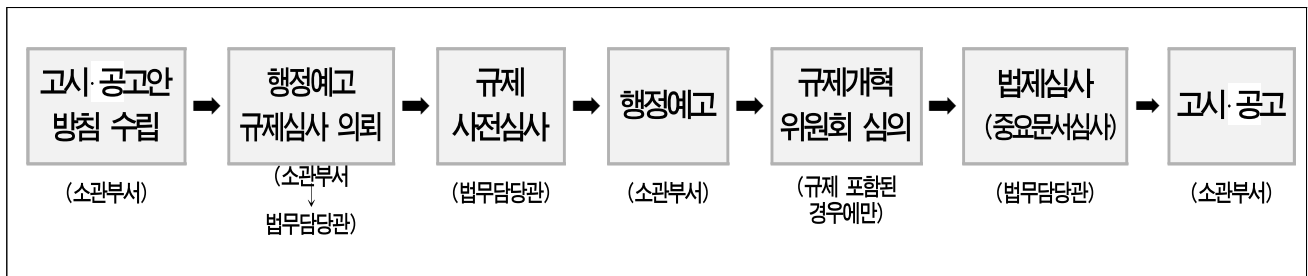 고시·공고안
방침 수립
➡
행정예고
규제심사 의뢰
➡
규제
사전심사
➡
행정예고
➡
규제개혁
위원회 심의
➡
법제심사
(중요문서심사)
➡
고시·공고
(소관부서)
(소관부서
↓
법무담당관)
(법무담당관)
(소관부서)
(규제 포함된
경우에만)
(법무담당관)
(소관부서)